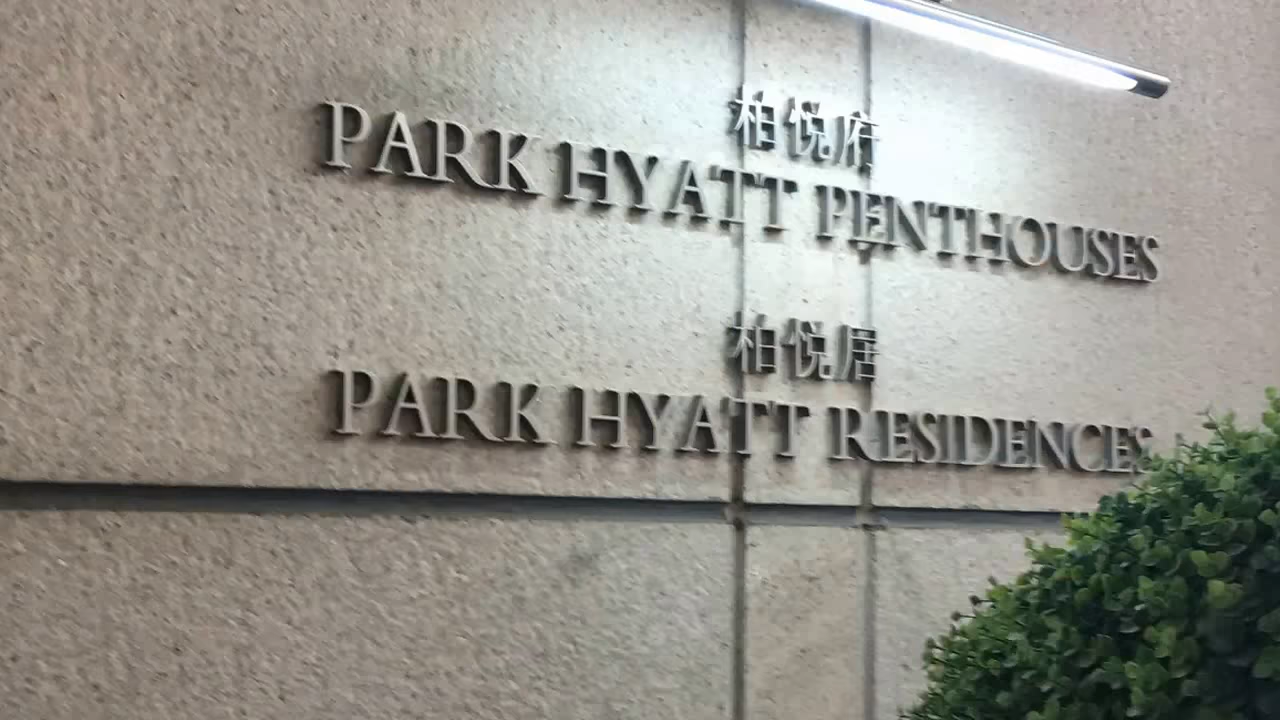 柏悦府
PARK HYATT PENTHOUSES
柏悦居
PARK HYATT RESIDENCES